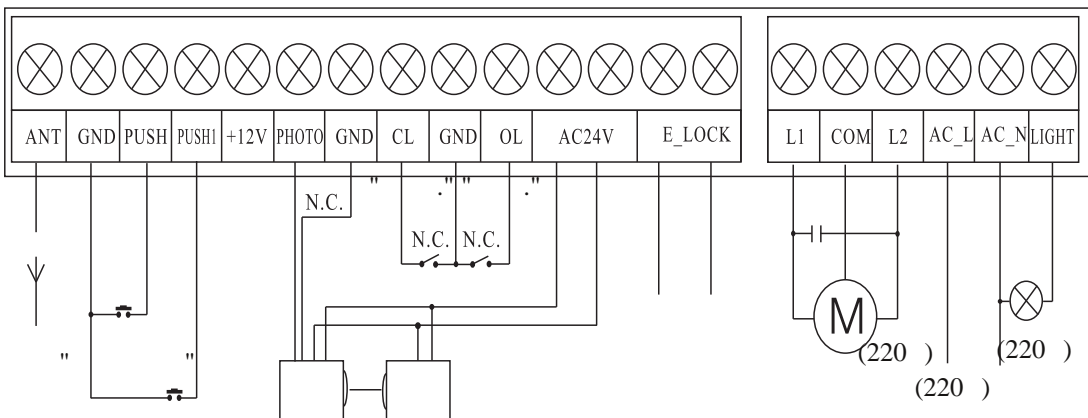 ANT GND PUSH PUSH1 +12V PHOTO GND CL GND OL AC24V E_LOCK L1 COM L2 AC_L AC_N LIGHT
" ." " ."
N.C.
N.C. N.C.
M
" "
(220 ) (220 )
(220 )